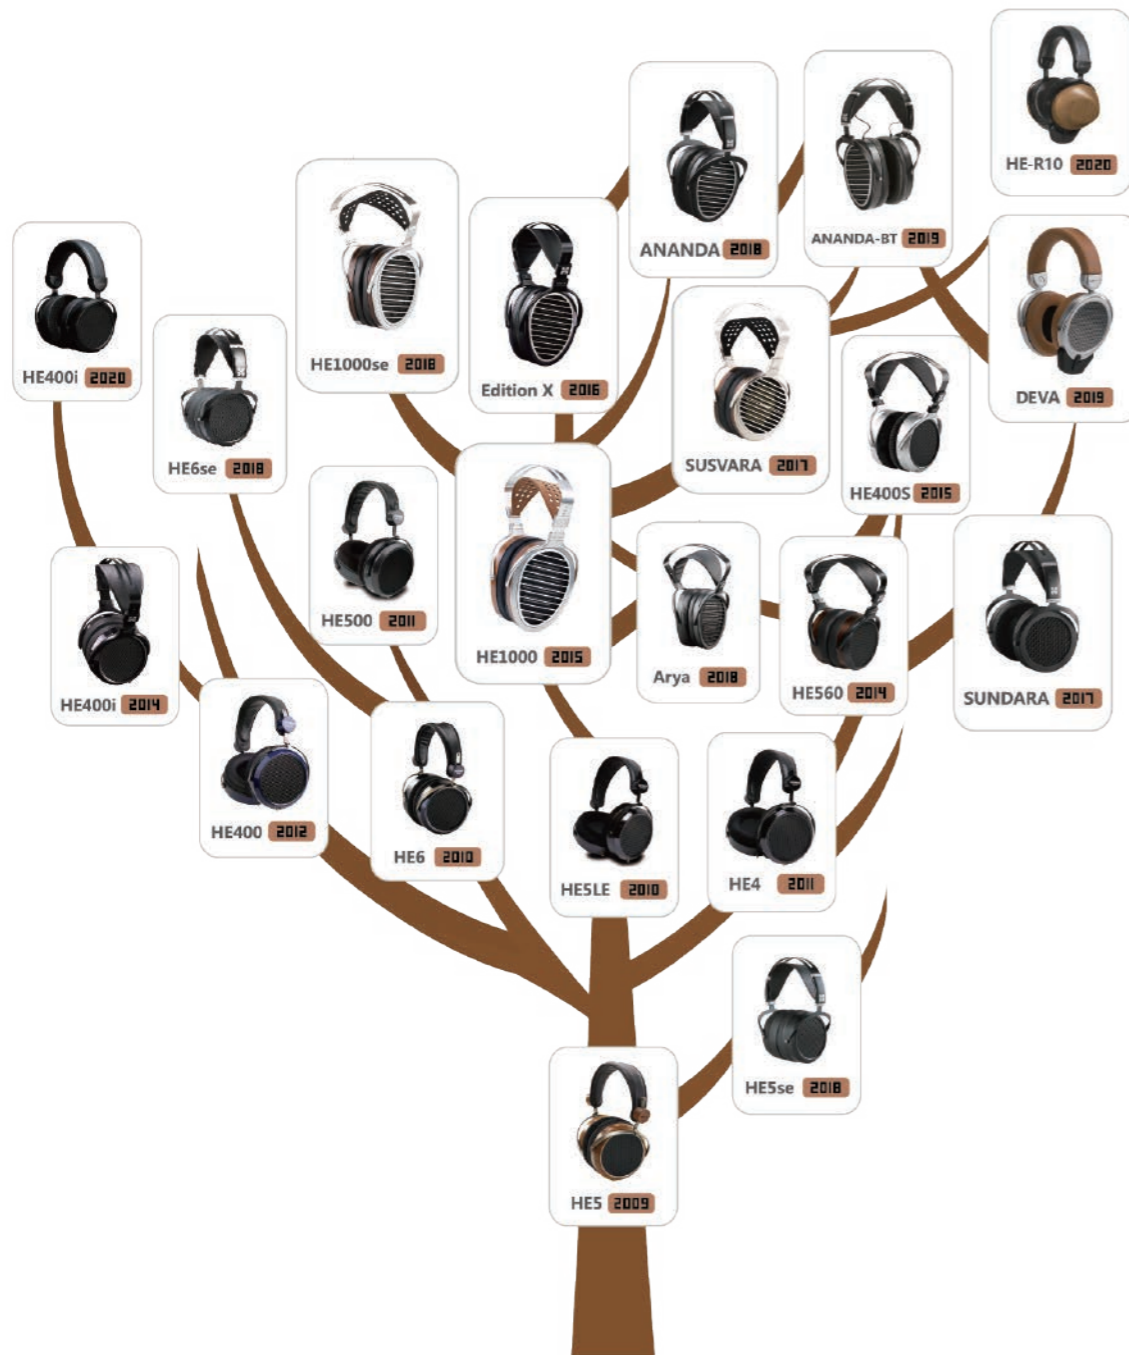 HE-R10 2020
ANANDA 2018
ANANDA-BT 2019
HE1000se 2018
Edition X 2016
HE400i 2020
DEVA 2019
HE6se 2018
SUSVARA 2017
HE400S 2015
HE500 2011
HE1000 2015
Arya 2018
HE560 2014
SUNDARA 2017
HE400i 2014
HE400 2012
HE6 2010
HE5LE 2010
HE4 2011
HE5se 2018
HE5 2009